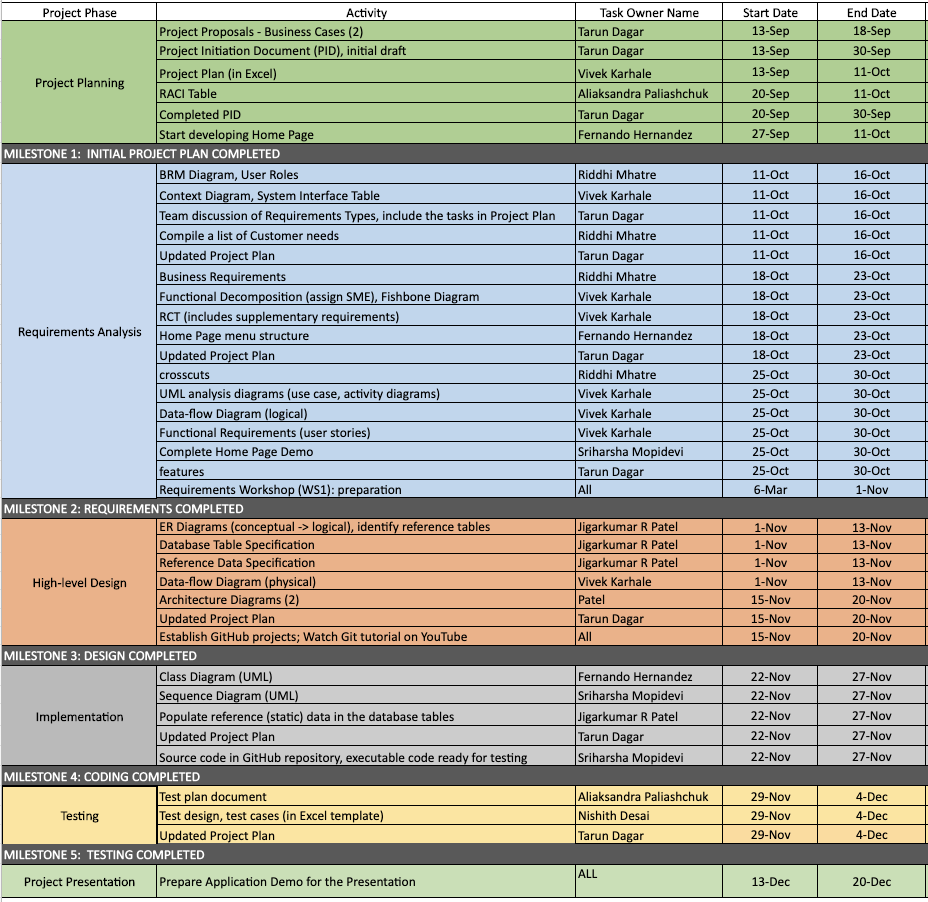 Project Phase Activity Task Owner Name Start Date End Date
Project Planning
Project Proposals - Business Cases (2) Tarun Dagar 13-Sep 18-Sep
Project Initiation Document (PID), initial draft Tarun Dagar 13-Sep 30-Sep
Project Plan (in Excel) Vivek Karhale 13-Sep 11-Oct
RACI Table Aliaksandra Paliashchuk 20-Sep 11-Oct
Completed PID Tarun Dagar 20-Sep 30-Sep
Start developing Home Page Fernando Hernandez 27-Sep 11-Oct
MILESTONE 1: INITIAL PROJECT PLAN COMPLETED
Requirements Analysis
BRM Diagram, User Roles Riddhi Mhatre 11-Oct 16-Oct
Context Diagram, System Interface Table Vivek Karhale 11-Oct 16-Oct
Team discussion of Requirements Types, include the tasks in Project Plan Tarun Dagar 11-Oct 16-Oct
Compile a list of Customer needs Riddhi Mhatre 11-Oct 16-Oct
Updated Project Plan Tarun Dagar 11-Oct 16-Oct
Business Requirements Riddhi Mhatre 18-Oct 23-Oct
Functional Decomposition (assign SME), Fishbone Diagram Vivek Karhale 18-Oct 23-Oct
RCT (includes supplementary requirements) Vivek Karhale 18-Oct 23-Oct
Home Page menu structure Fernando Hernandez 18-Oct 23-Oct
Updated Project Plan Tarun Dagar 18-Oct 23-Oct
crosscuts Riddhi Mhatre 25-Oct 30-Oct
UML analysis diagrams (use case, activity diagrams) Vivek Karhale 25-Oct 30-Oct
Data-flow Diagram (logical) Vivek Karhale 25-Oct 30-Oct
Functional Requirements (user stories) Vivek Karhale 25-Oct 30-Oct
Complete Home Page Demo Sriharsha Mopidevi 25-Oct 30-Oct
features Tarun Dagar 25-Oct 30-Oct
Requirements Workshop (WS1): preparation All 6-Mar 1-Nov
MILESTONE 2: REQUIREMENTS COMPLETED
High-level Design
ER Diagrams (conceptual -> logical), identify reference tables Jigarkumar R Patel 1-Nov 13-Nov
Database Table Specification Jigarkumar R Patel 1-Nov 13-Nov
Reference Data Specification Jigarkumar R Patel 1-Nov 13-Nov
Data-flow Diagram (physical) Vivek Karhale 1-Nov 13-Nov
Architecture Diagrams (2) Patel 15-Nov 20-Nov
Updated Project Plan Tarun Dagar 15-Nov 20-Nov
Establish GitHub projects; Watch Git tutorial on YouTube All 15-Nov 20-Nov
MILESTONE 3: DESIGN COMPLETED
Implementation
Class Diagram (UML) Fernando Hernandez 22-Nov 27-Nov
Sequence Diagram (UML) Sriharsha Mopidevi 22-Nov 27-Nov
Populate reference (static) data in the database tables Jigarkumar R Patel 22-Nov 27-Nov
Updated Project Plan Tarun Dagar 22-Nov 27-Nov
Source code in GitHub repository, executable code ready for testing Sriharsha Mopidevi 22-Nov 27-Nov
MILESTONE 4: CODING COMPLETED
Testing
Test plan document Aliaksandra Paliashchuk 29-Nov 4-Dec
Test design, test cases (in Excel template) Nishith Desai 29-Nov 4-Dec
Updated Project Plan Tarun Dagar 29-Nov 4-Dec
MILESTONE 5: TESTING COMPLETED
Project Presentation Prepare Application Demo for the Presentation ALL 13-Dec 20-Dec